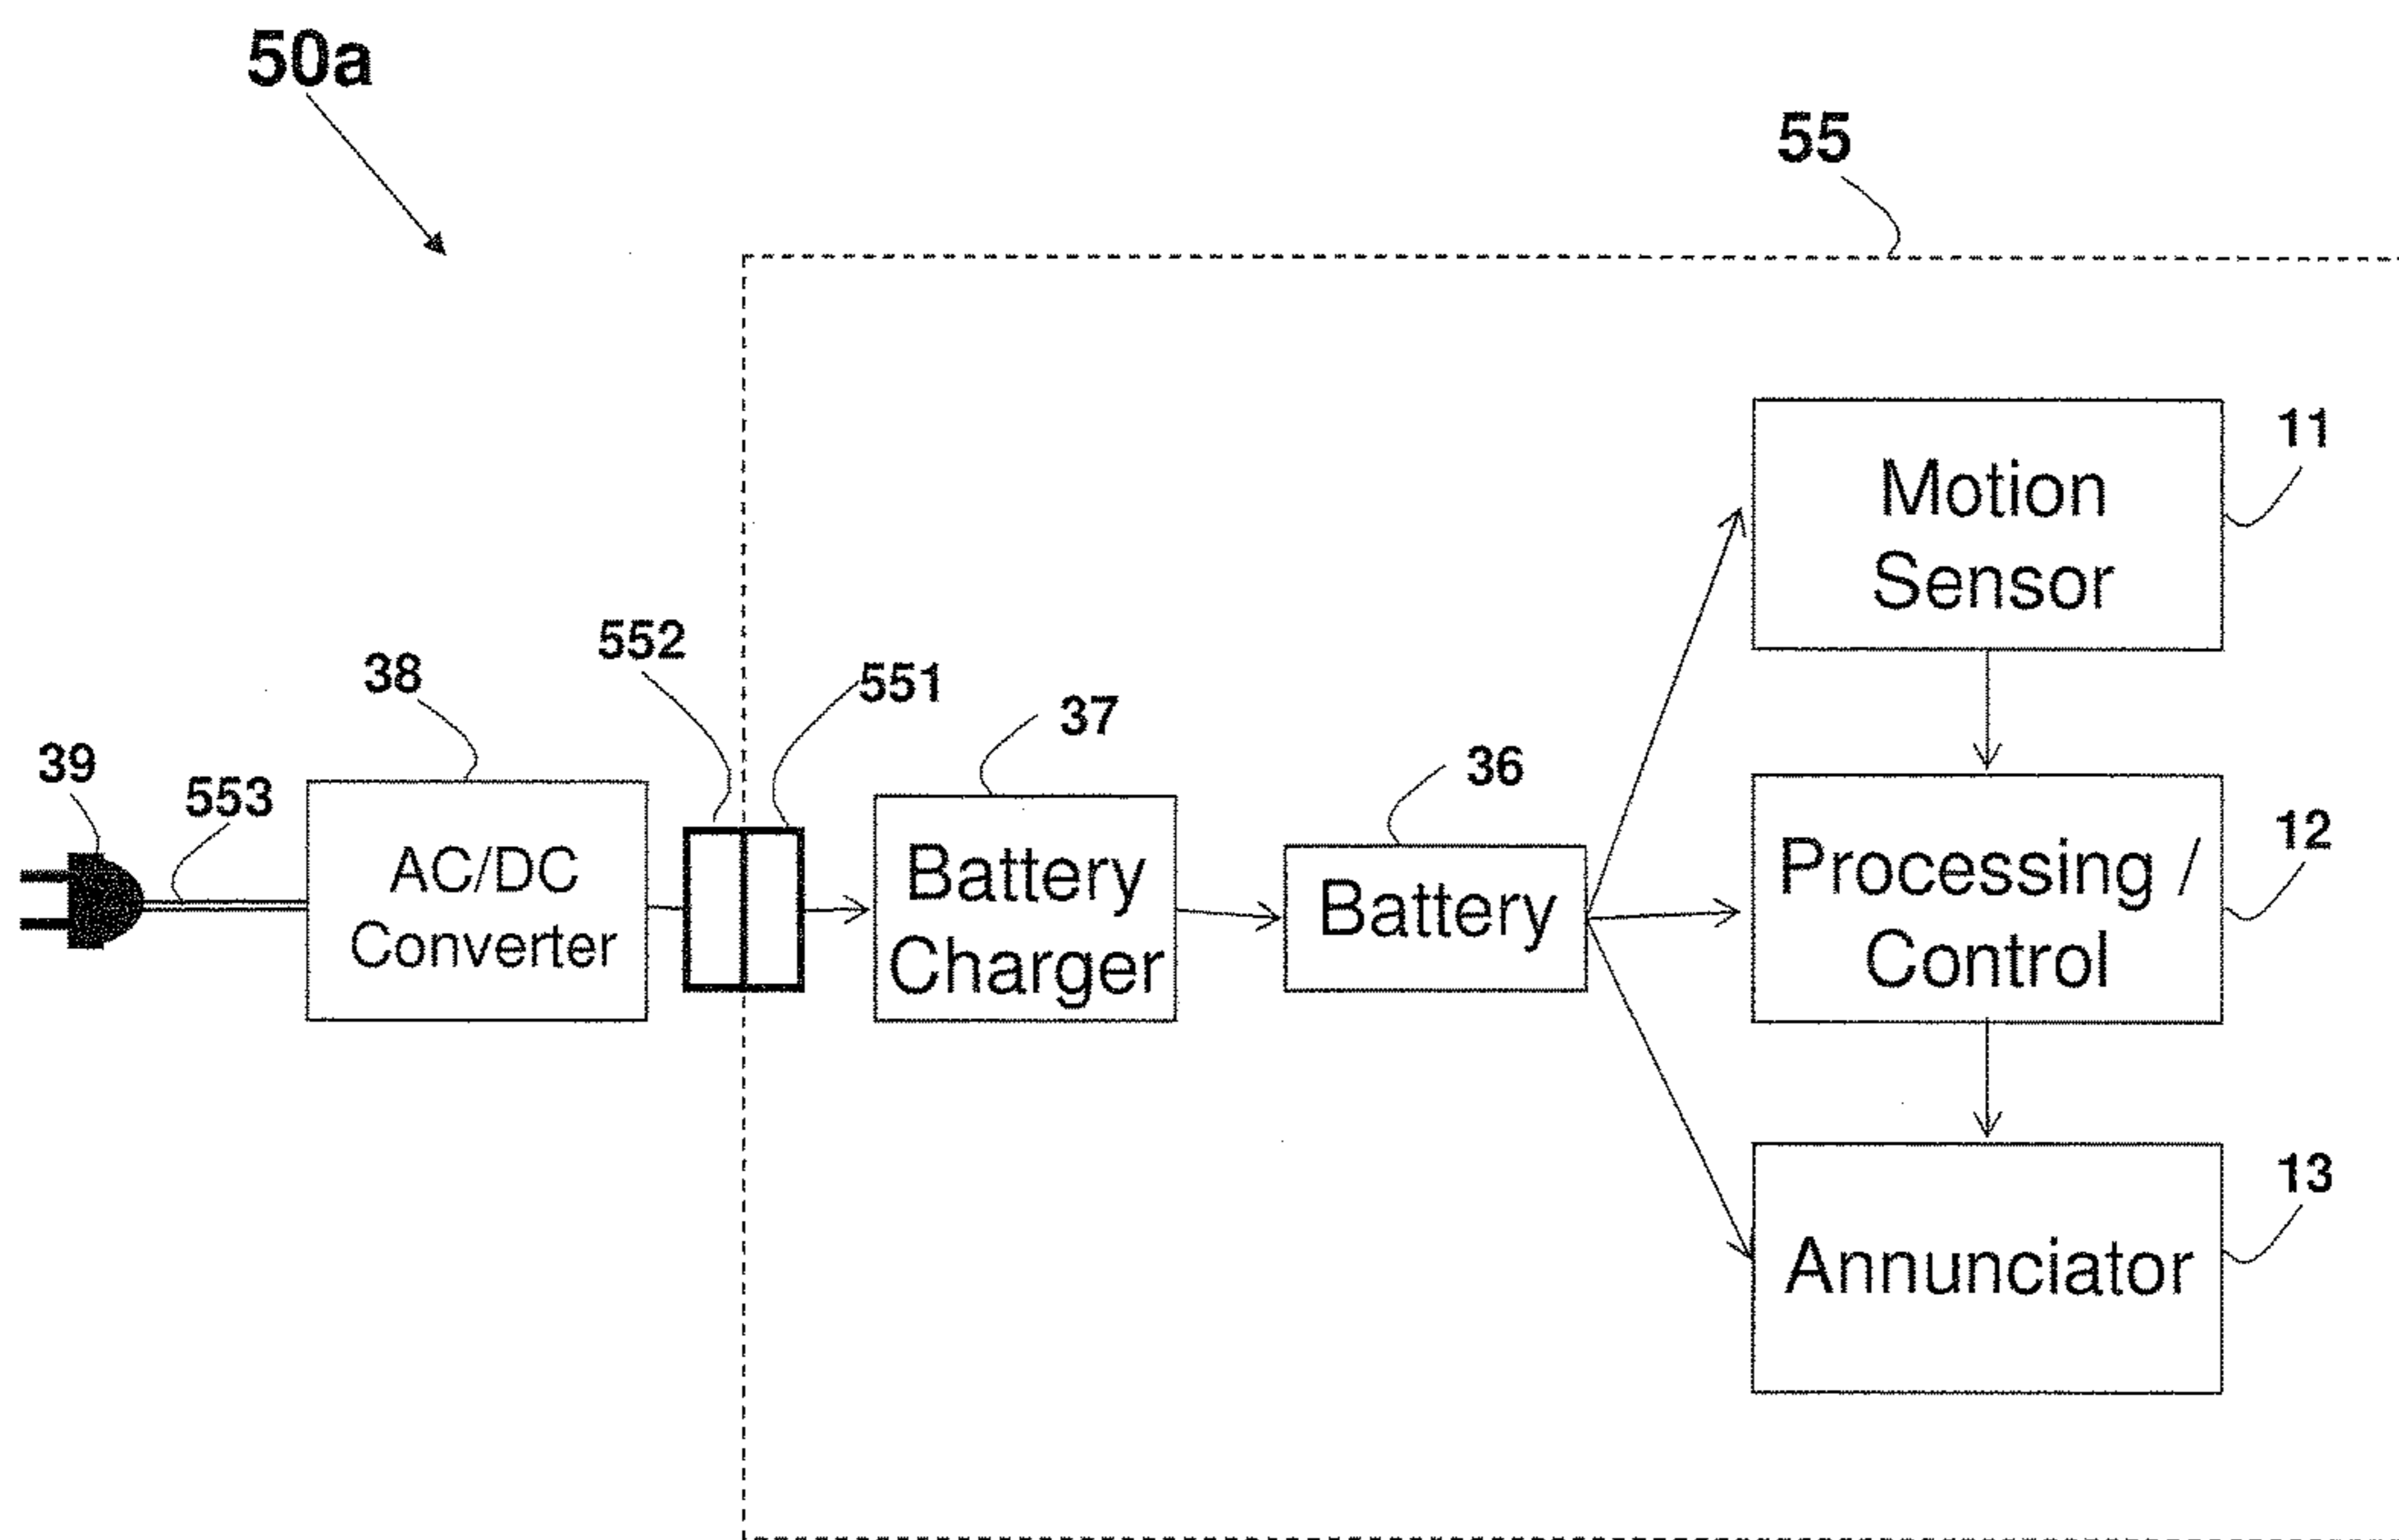 50a
55
11
Motion
Sensor
552
38
551
37
39
553
36
AC/DC
Converter
Battery
Charger
Battery
12
Processing /
Control
13
Annunciator